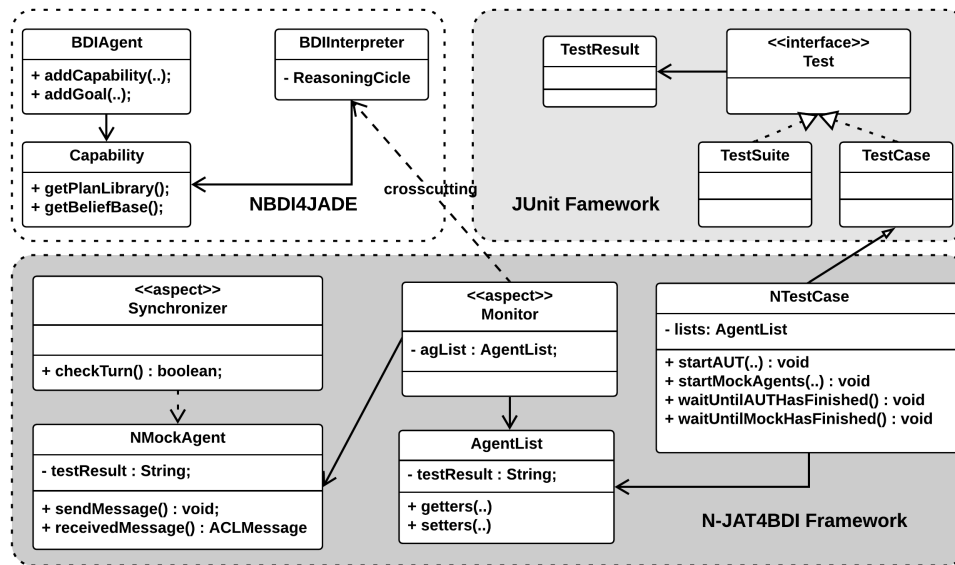 BDIAgent
+ addCapability(..);
+ addGoal(..);
BDIInterpreter
- ReasoningCicle
Capability
+ getPlanLibrary();
+ getBeliefBase();
NBDI4JADE
crosscutting
TestResult
<<interface>>
Test
TestSuite
TestCase
JUnit Famework
<<aspect>>
Synchronizer
+ checkTurn() : boolean;
<<aspect>>
Monitor
- agList : AgentList;
NTestCase
- lists: AgentList
+ startAUT(..) : void
+ startMockAgents(..) : void
+ waitUntilAUTHasFinished() : void
+ waitUntilMockHasFinished() : void
NMockAgent
- testResult : String;
+ sendMessage() : void;
+ receivedMessage() : ACLMessage
AgentList
- testResult : String;
+ getters(..)
+ setters(..)
N-JAT4BDI Framework